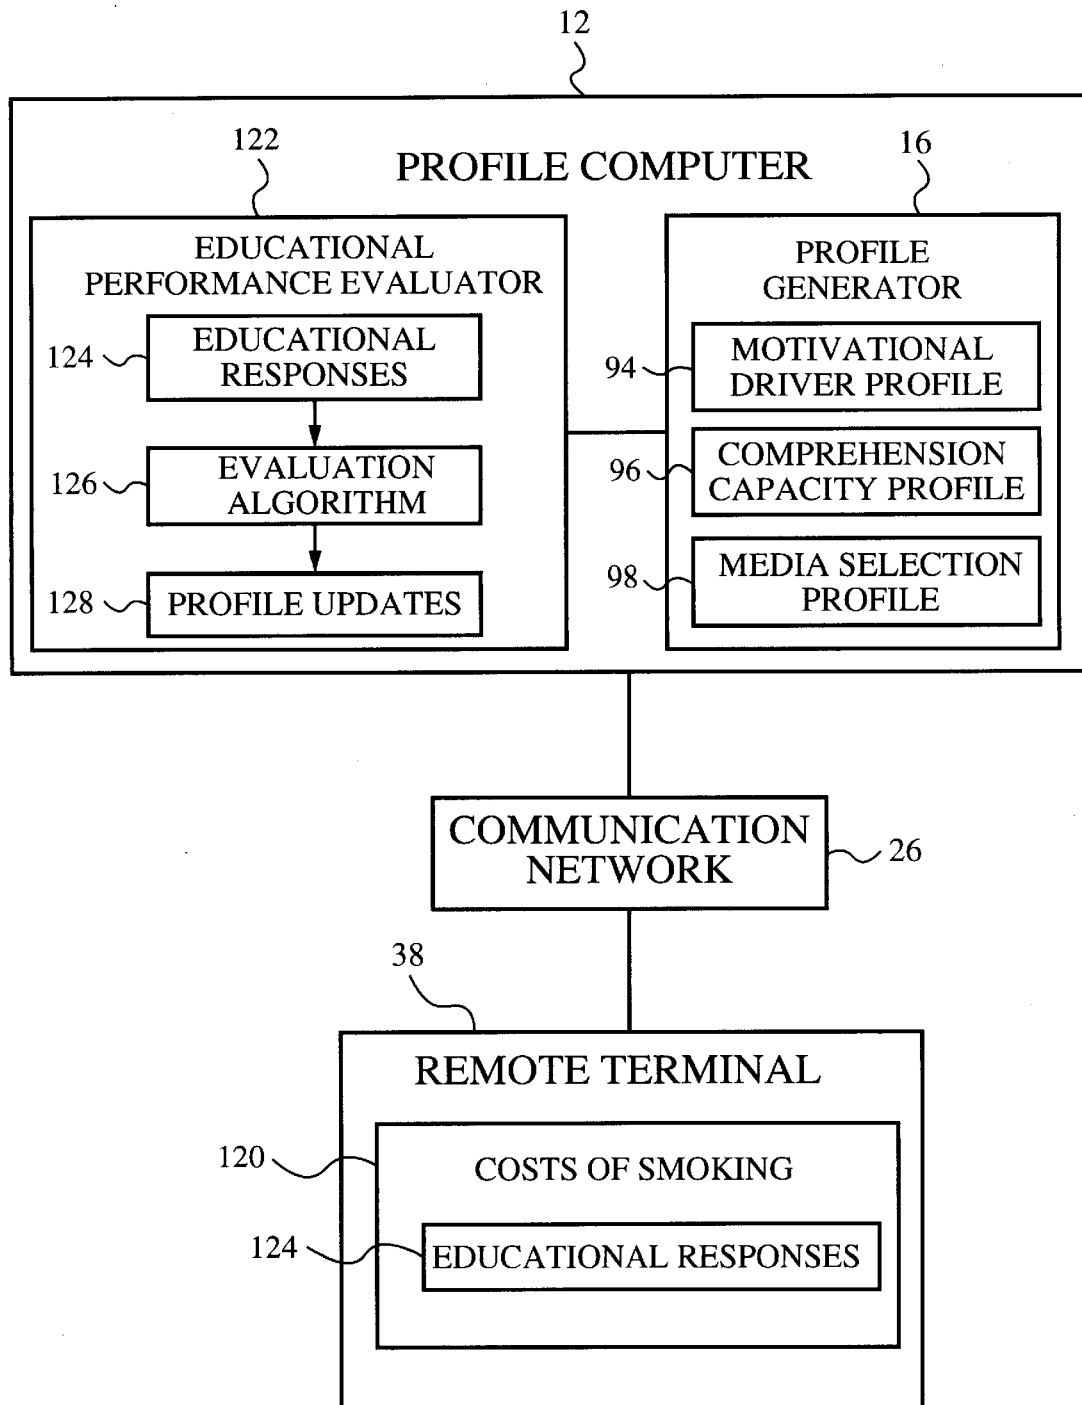 12
122
PROFILE COMPUTER
16
EDUCATIONAL
PERFORMANCE EVALUATOR
124
EDUCATIONAL
RESPONSES
126
EVALUATION
ALGORITHM
128
PROFILE UPDATES
PROFILE
GENERATOR
94
MOTIVATIONAL
DRIVER PROFILE
96
COMPREHENSION
CAPACITY PROFILE
98
MEDIA SELECTION
PROFILE
COMMUNICATION
NETWORK
26
38
REMOTE TERMINAL
120
COSTS OF SMOKING
124
EDUCATIONAL RESPONSES